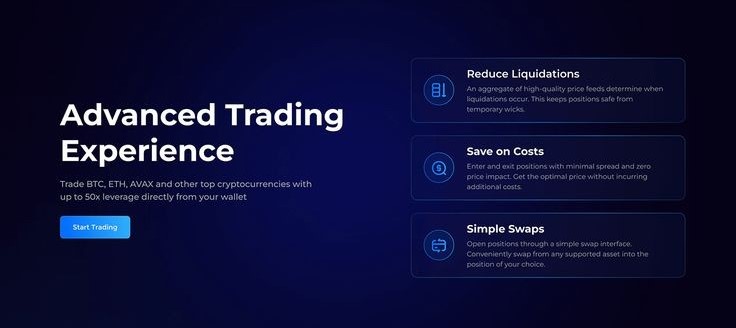 Advanced Trading
Experience
Trade BTC, ETH, AVAX and other top cryptocurrencies with
up to 50x leverage directly from your wallet
Start Trading
Reduce Liquidations
An aggregate of high-quality price feeds determine when
liquidations occur. This keeps positions safe from
temporary wicks.
Save on Costs
Enter and exit positions with minimal spread and zero
price impact. Get the optimal price without incurring
additional costs.
Simple Swaps
Open positions through a simple swap interface.
Conveniently swap from any supported asset into the
position of your choice.